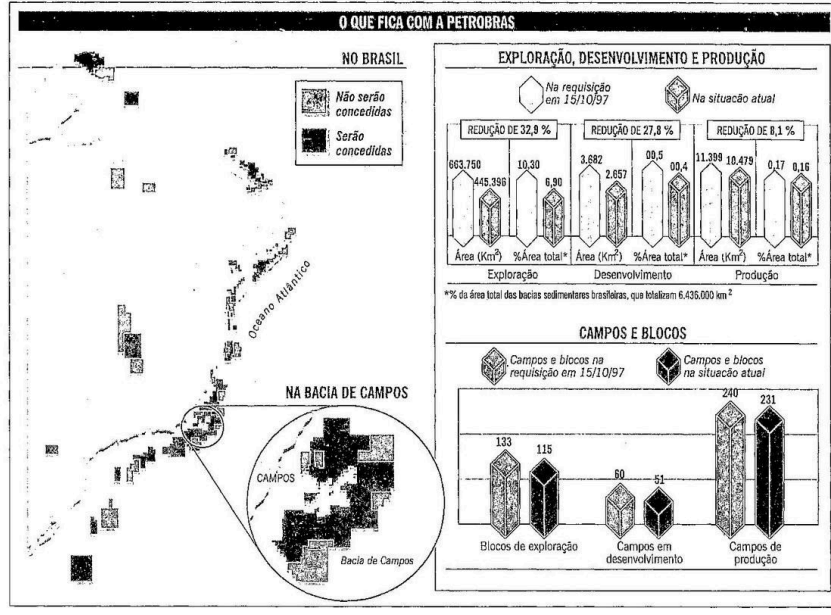 O QUE FICA COM A PETROBRAS
NO BRASIL
Não serão
concedidas
Serão
concedidas
Oceano Atlântico
NA BACIA DE CAMPOS
CAMPOS
Bacia de Campos
EXPLORAÇÃO, DESENVOLVIMENTO E PRODUÇÃO
Na requisição
em 15/10/97
Na situação atual
REDUÇÃO DE 32,9 %
REDUÇÃO DE 27,8 %
REDUÇÃO DE 8,1 %
663.750
445.396
10,30
6,90
3.682
2.657
00,5
00,4
11.399
10.479
0,17
0,16
Área (Km²)
%Área total*
Área (Km²)
%Área total*
Área (Km²)
%Área total*
Exploração
Desenvolvimento
Produção
*% da área total das bacias sedimentares brasileiras, que totalizam 6.436.000 km²
CAMPOS E BLOCOS
Campos e blocos na
requisição em 15/10/97
Campos e blocos
na situação atual
133
115
60
51
240
231
Blocos de exploração
Campos em
desenvolvimento
Campos de
produção